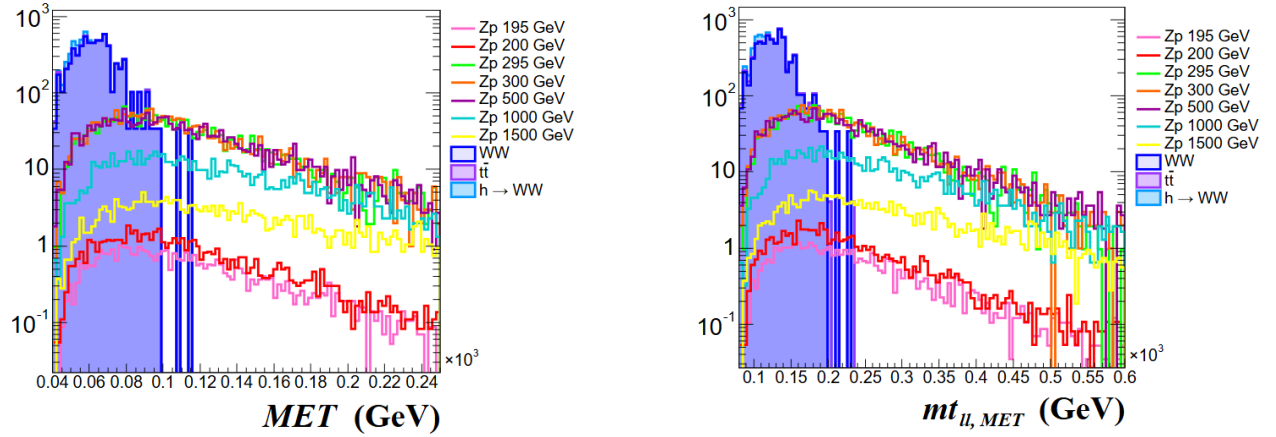 10³
10²
10
1
10⁻¹
0.04 0.06 0.08 0.1 0.12 0.14 0.16 0.18 0.2 0.22 0.24
×10³
MET (GeV)
Zp 195 GeV
Zp 200 GeV
Zp 295 GeV
Zp 300 GeV
Zp 500 GeV
Zp 1000 GeV
Zp 1500 GeV
WW
tt̄
h → WW
10³
10²
10
1
10⁻¹
0.1 0.15 0.2 0.25 0.3 0.35 0.4 0.45 0.5 0.55 0.6
×10³
mt_ll, MET (GeV)
Zp 195 GeV
Zp 200 GeV
Zp 295 GeV
Zp 300 GeV
Zp 500 GeV
Zp 1000 GeV
Zp 1500 GeV
WW
tt̄
h → WW